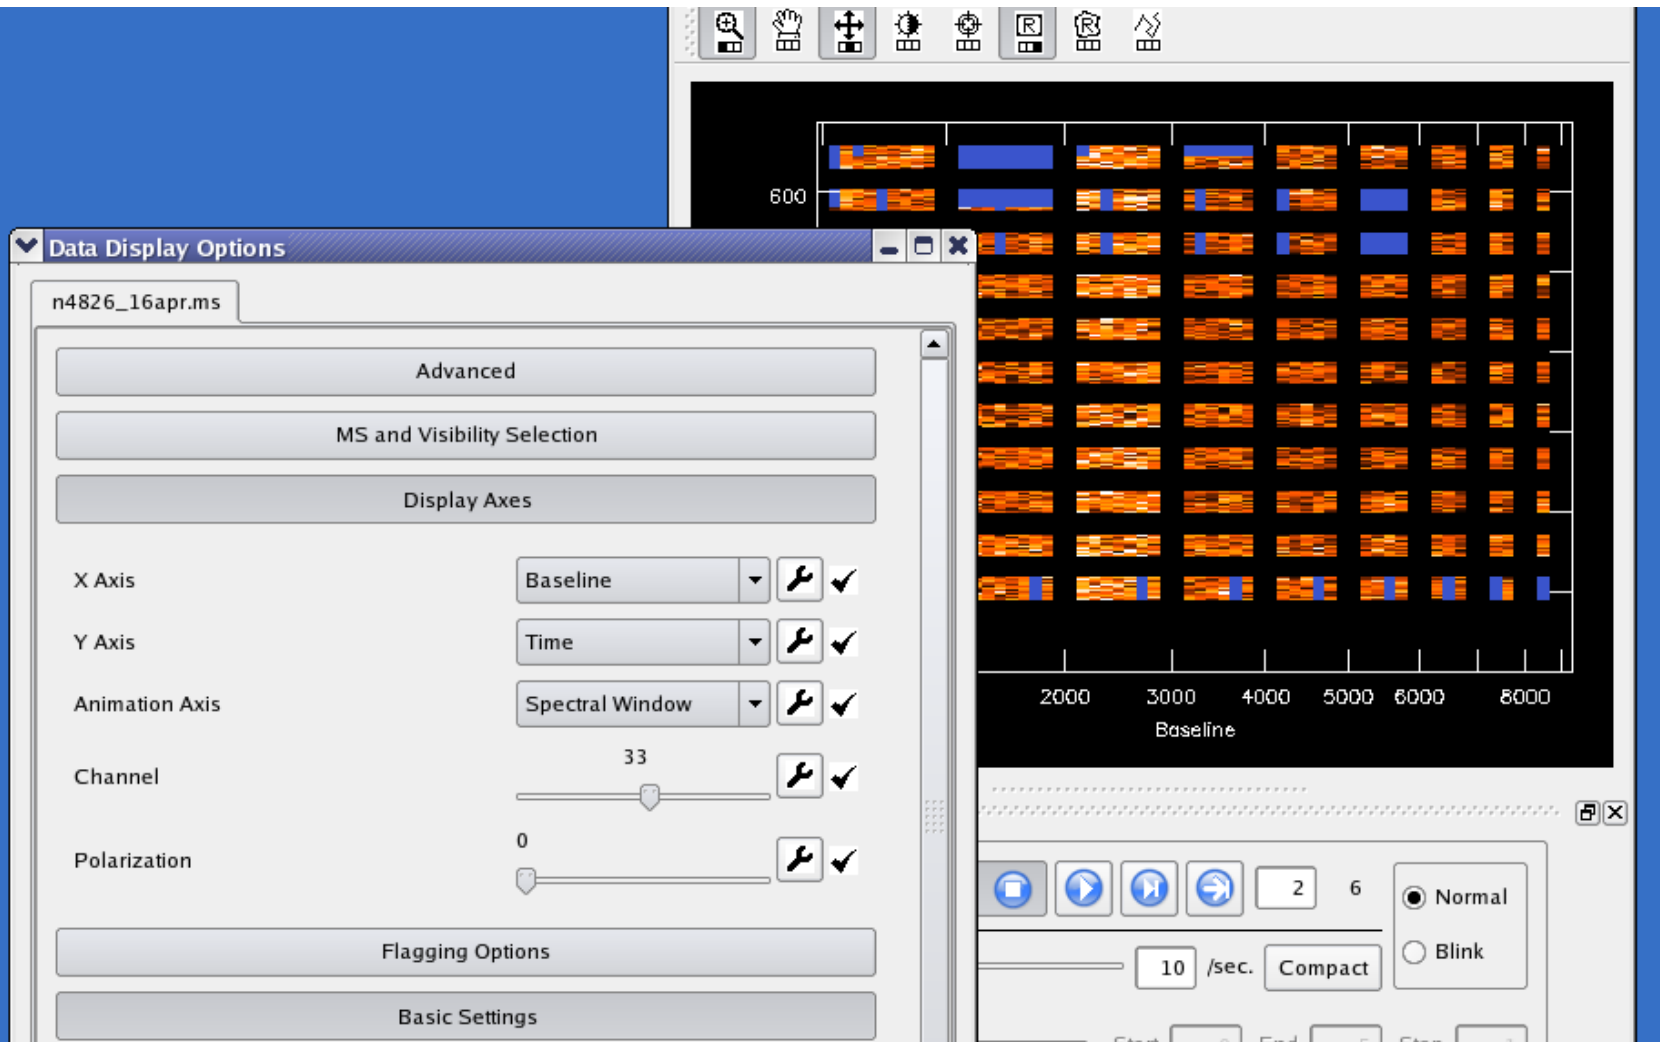 R
R
600
Data Display Options
n4826_16apr.ms
Advanced
MS and Visibility Selection
Display Axes
X Axis Baseline
Y Axis Time
Animation Axis Spectral Window
33
Channel
0
Polarization
Flagging Options
Basic Settings
2000 3000 4000 5000 6000 8000
Baseline
2 6
Normal
Blink
10 /sec. Compact
Start End